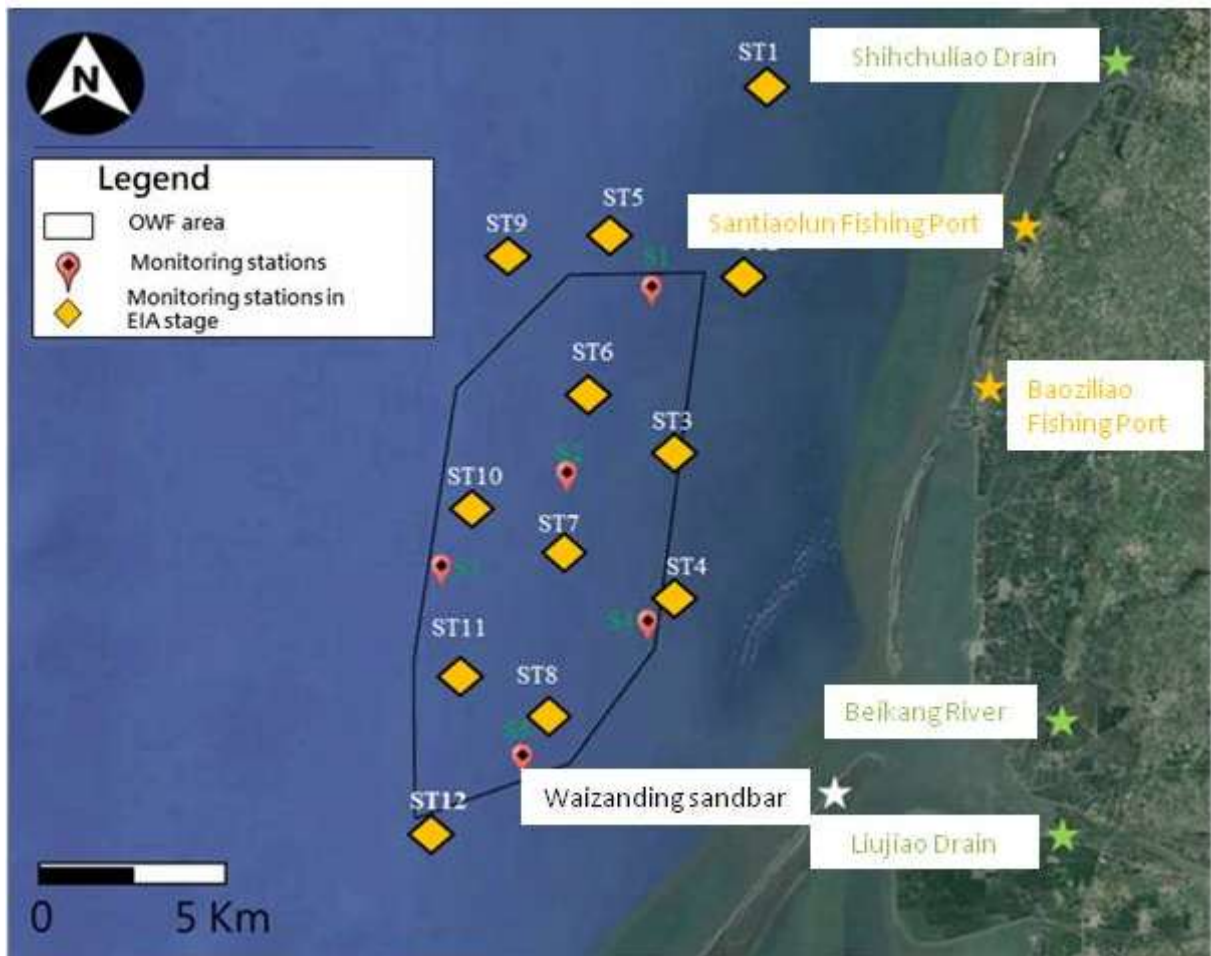 N
ST1
Shihchuliao Drain
Legend
OWF area
Monitoring stations
Monitoring stations in
EIA stage
ST9
ST5
Santiaolun Fishing Port
S1
ST6
ST3
Baoziliao
Fishing Port
S2
ST10
ST7
ST4
ST11
ST8
Beikang River
Waizanding sandbar
ST12
Liujiao Drain
0
5 Km